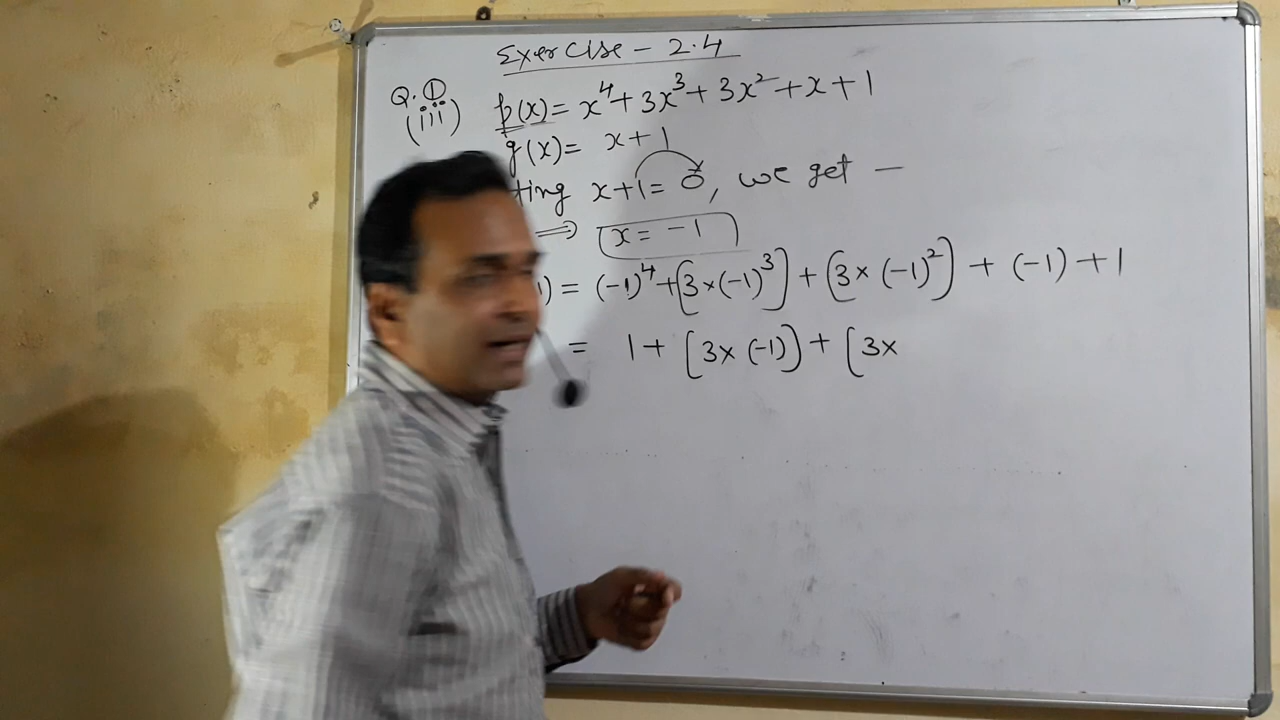 Exercise - 2.4
Q. ① p(x) = x⁴ + 3x³ + 3x² + x + 1
(iii)
g(x) = x + 1
ting x + 1 = 0, we get —
⟹ x = -1
1) = (-1)⁴ + [3 × (-1)³] + [3 × (-1)²] + (-1) + 1
= 1 + [3 × (-1)] + [3 ×